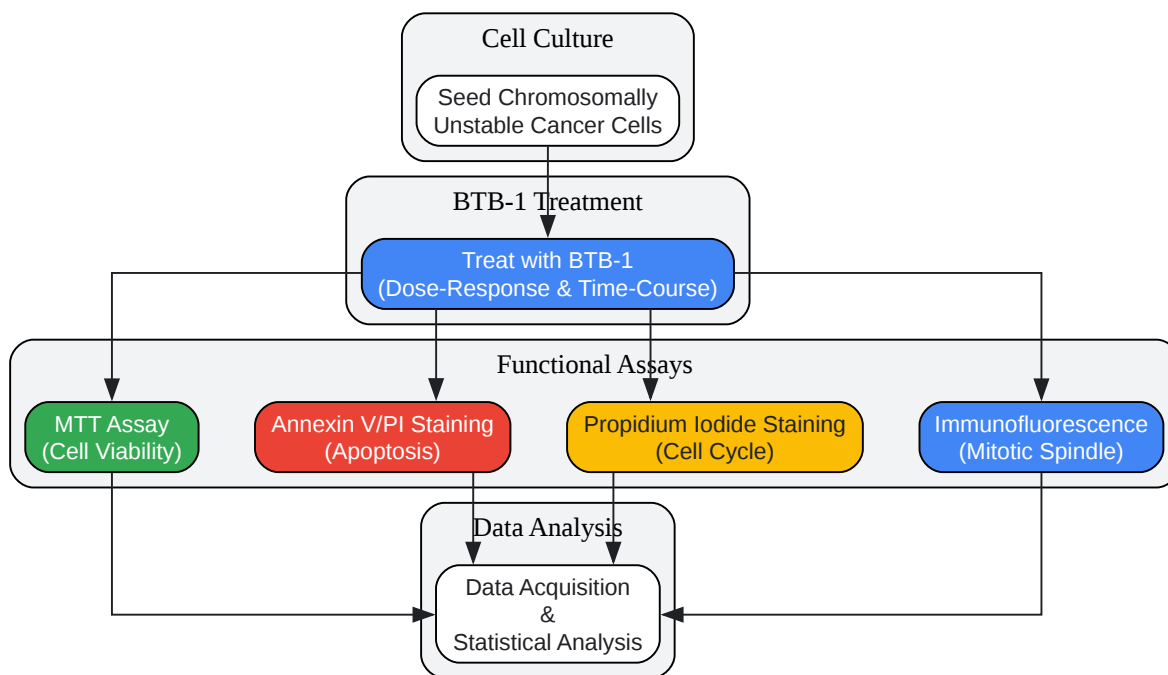 Cell Culture
Seed Chromosomally
Unstable Cancer Cells
BTB-1 Treatment
Treat with BTB-1
(Dose-Response & Time-Course)
Functional Assays
MTT Assay
(Cell Viability)
Annexin V/PI Staining
(Apoptosis)
Propidium Iodide Staining
(Cell Cycle)
Immunofluorescence
(Mitotic Spindle)
Data Analysis
Data Acquisition
&
Statistical Analysis